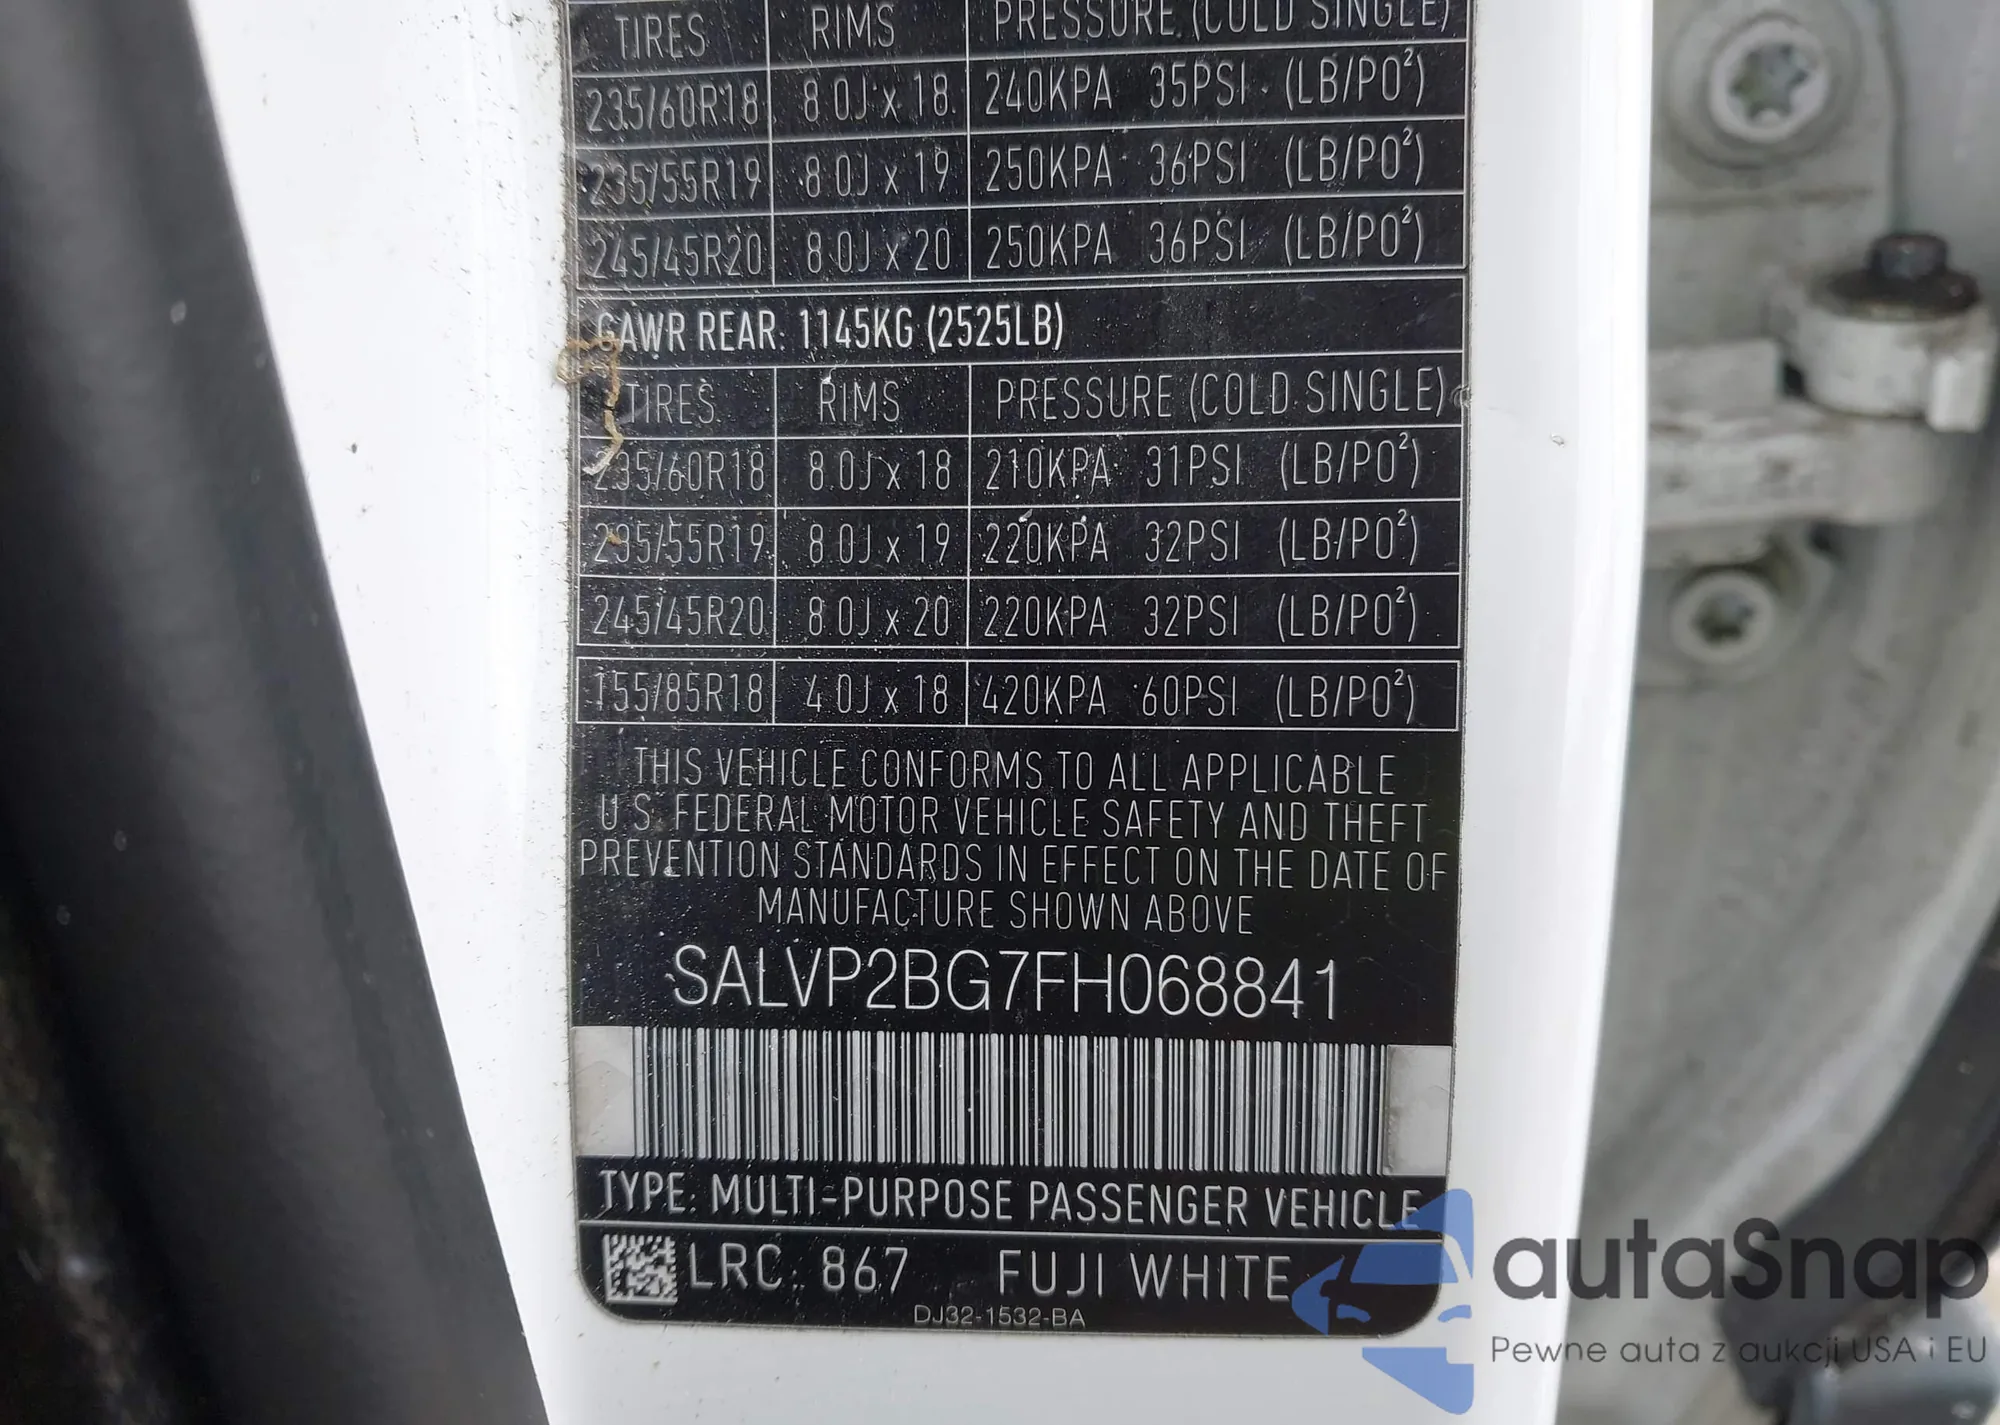 TIRES RIMS PRESSURE (COLD SINGLE)
235/60R18 8.0J x 18 240KPA 35PSI (LB/PO²)
235/55R19 8.0J x 19 250KPA 36PSI (LB/PO²)
245/45R20 8.0J x 20 250KPA 36PSI (LB/PO²)
GAWR REAR: 1145KG (2525LB)
TIRES RIMS PRESSURE (COLD SINGLE)
235/60R18 8.0J x 18 210KPA 31PSI (LB/PO²)
235/55R19 8.0J x 19 220KPA 32PSI (LB/PO²)
245/45R20 8.0J x 20 220KPA 32PSI (LB/PO²)
155/85R18 4.0J x 18 420KPA 60PSI (LB/PO²)
THIS VEHICLE CONFORMS TO ALL APPLICABLE
U.S. FEDERAL MOTOR VEHICLE SAFETY AND THEFT
PREVENTION STANDARDS IN EFFECT ON THE DATE OF
MANUFACTURE SHOWN ABOVE
SALVP2BG7FH068841
TYPE: MULTI-PURPOSE PASSENGER VEHICLE
LRC: 867 FUJI WHITE
DJ32-1532-BA
autaSnap
Pewne auta z aukcji USA i EU